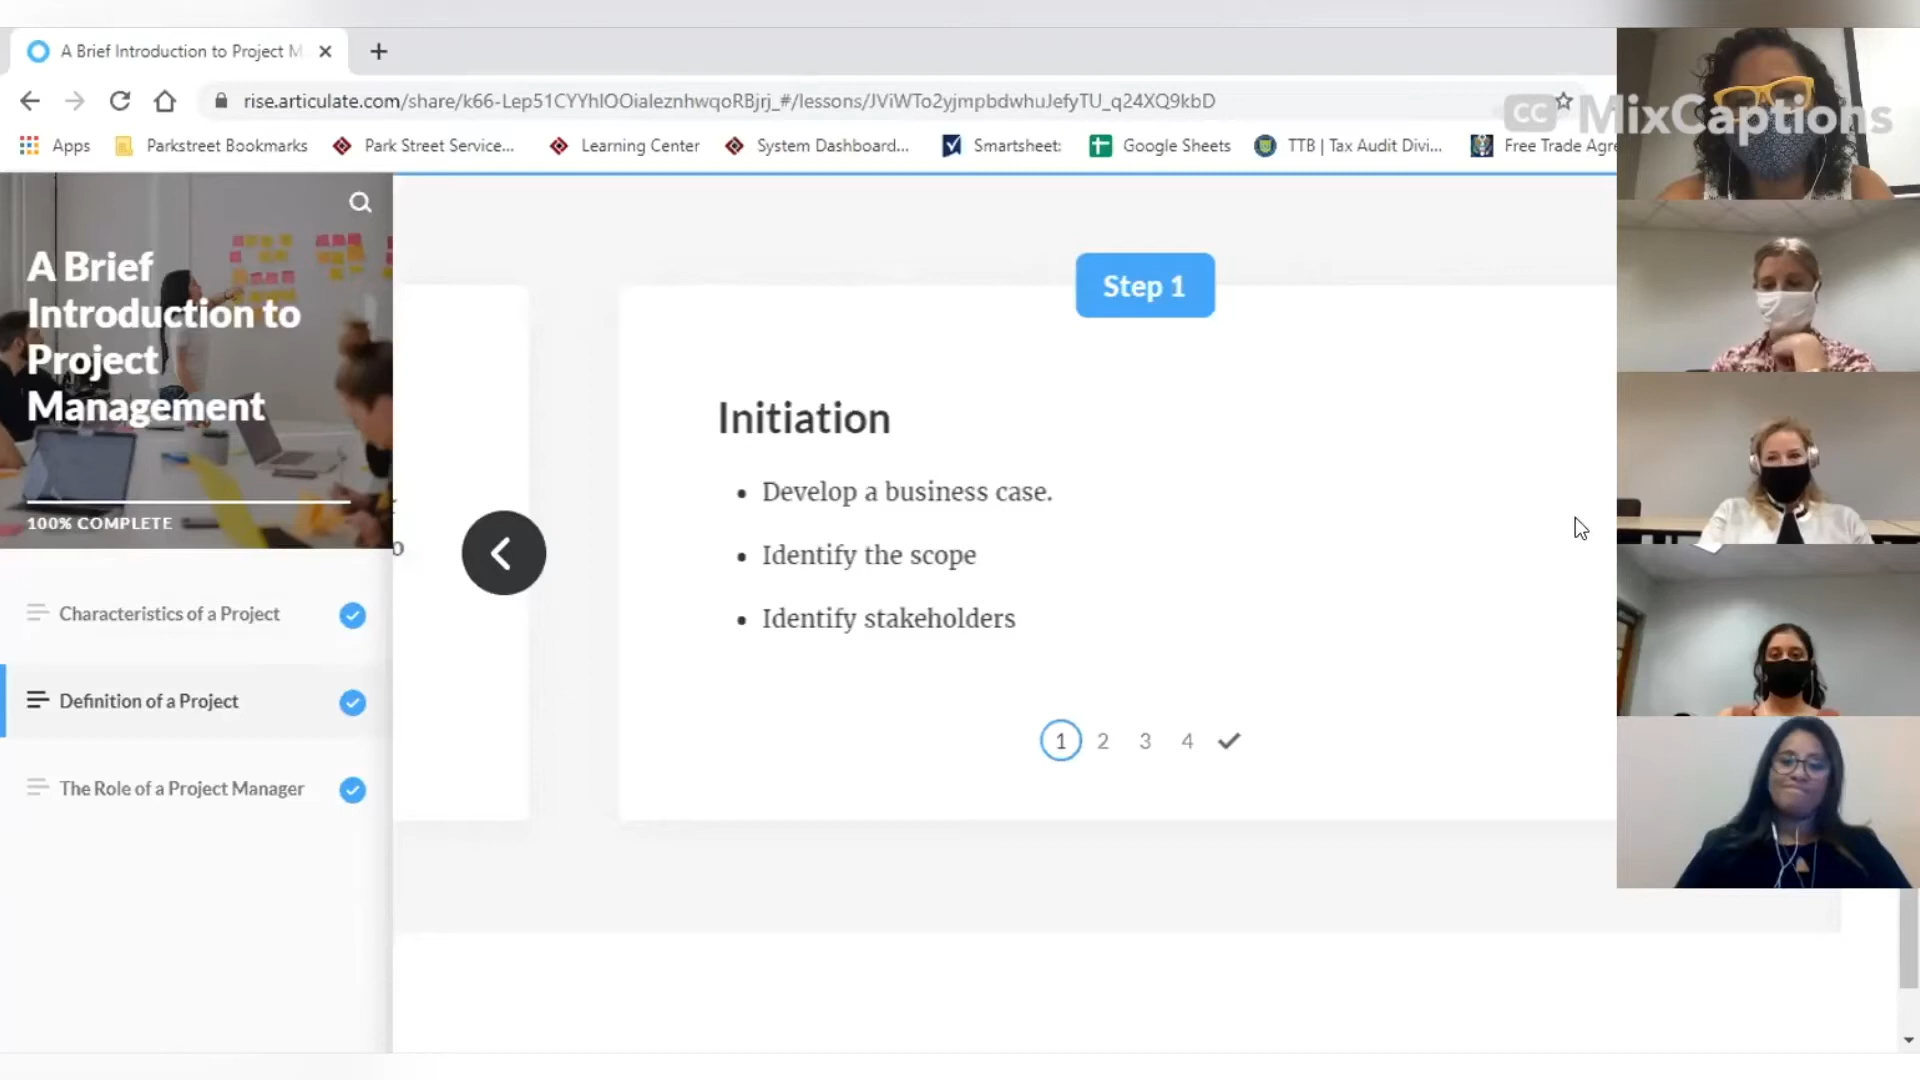 A Brief Introduction to Project M
rise.articulate.com/share/k66-Lep51CYYhlOOialeznhwqoRBjrj_#/lessons/JViWTo2yjmpbdwhuJefyTU_q24XQ9kbD
CC MixCaptions
Apps
Parkstreet Bookmarks
Park Street Service...
Learning Center
System Dashboard...
Smartsheet:
Google Sheets
TTB | Tax Audit Divi...
Free Trade Agre
A Brief
Introduction to
Project
Management
100% COMPLETE
Characteristics of a Project
Definition of a Project
The Role of a Project Manager
Step 1
Initiation
Develop a business case.
Identify the scope
Identify stakeholders
1 2 3 4